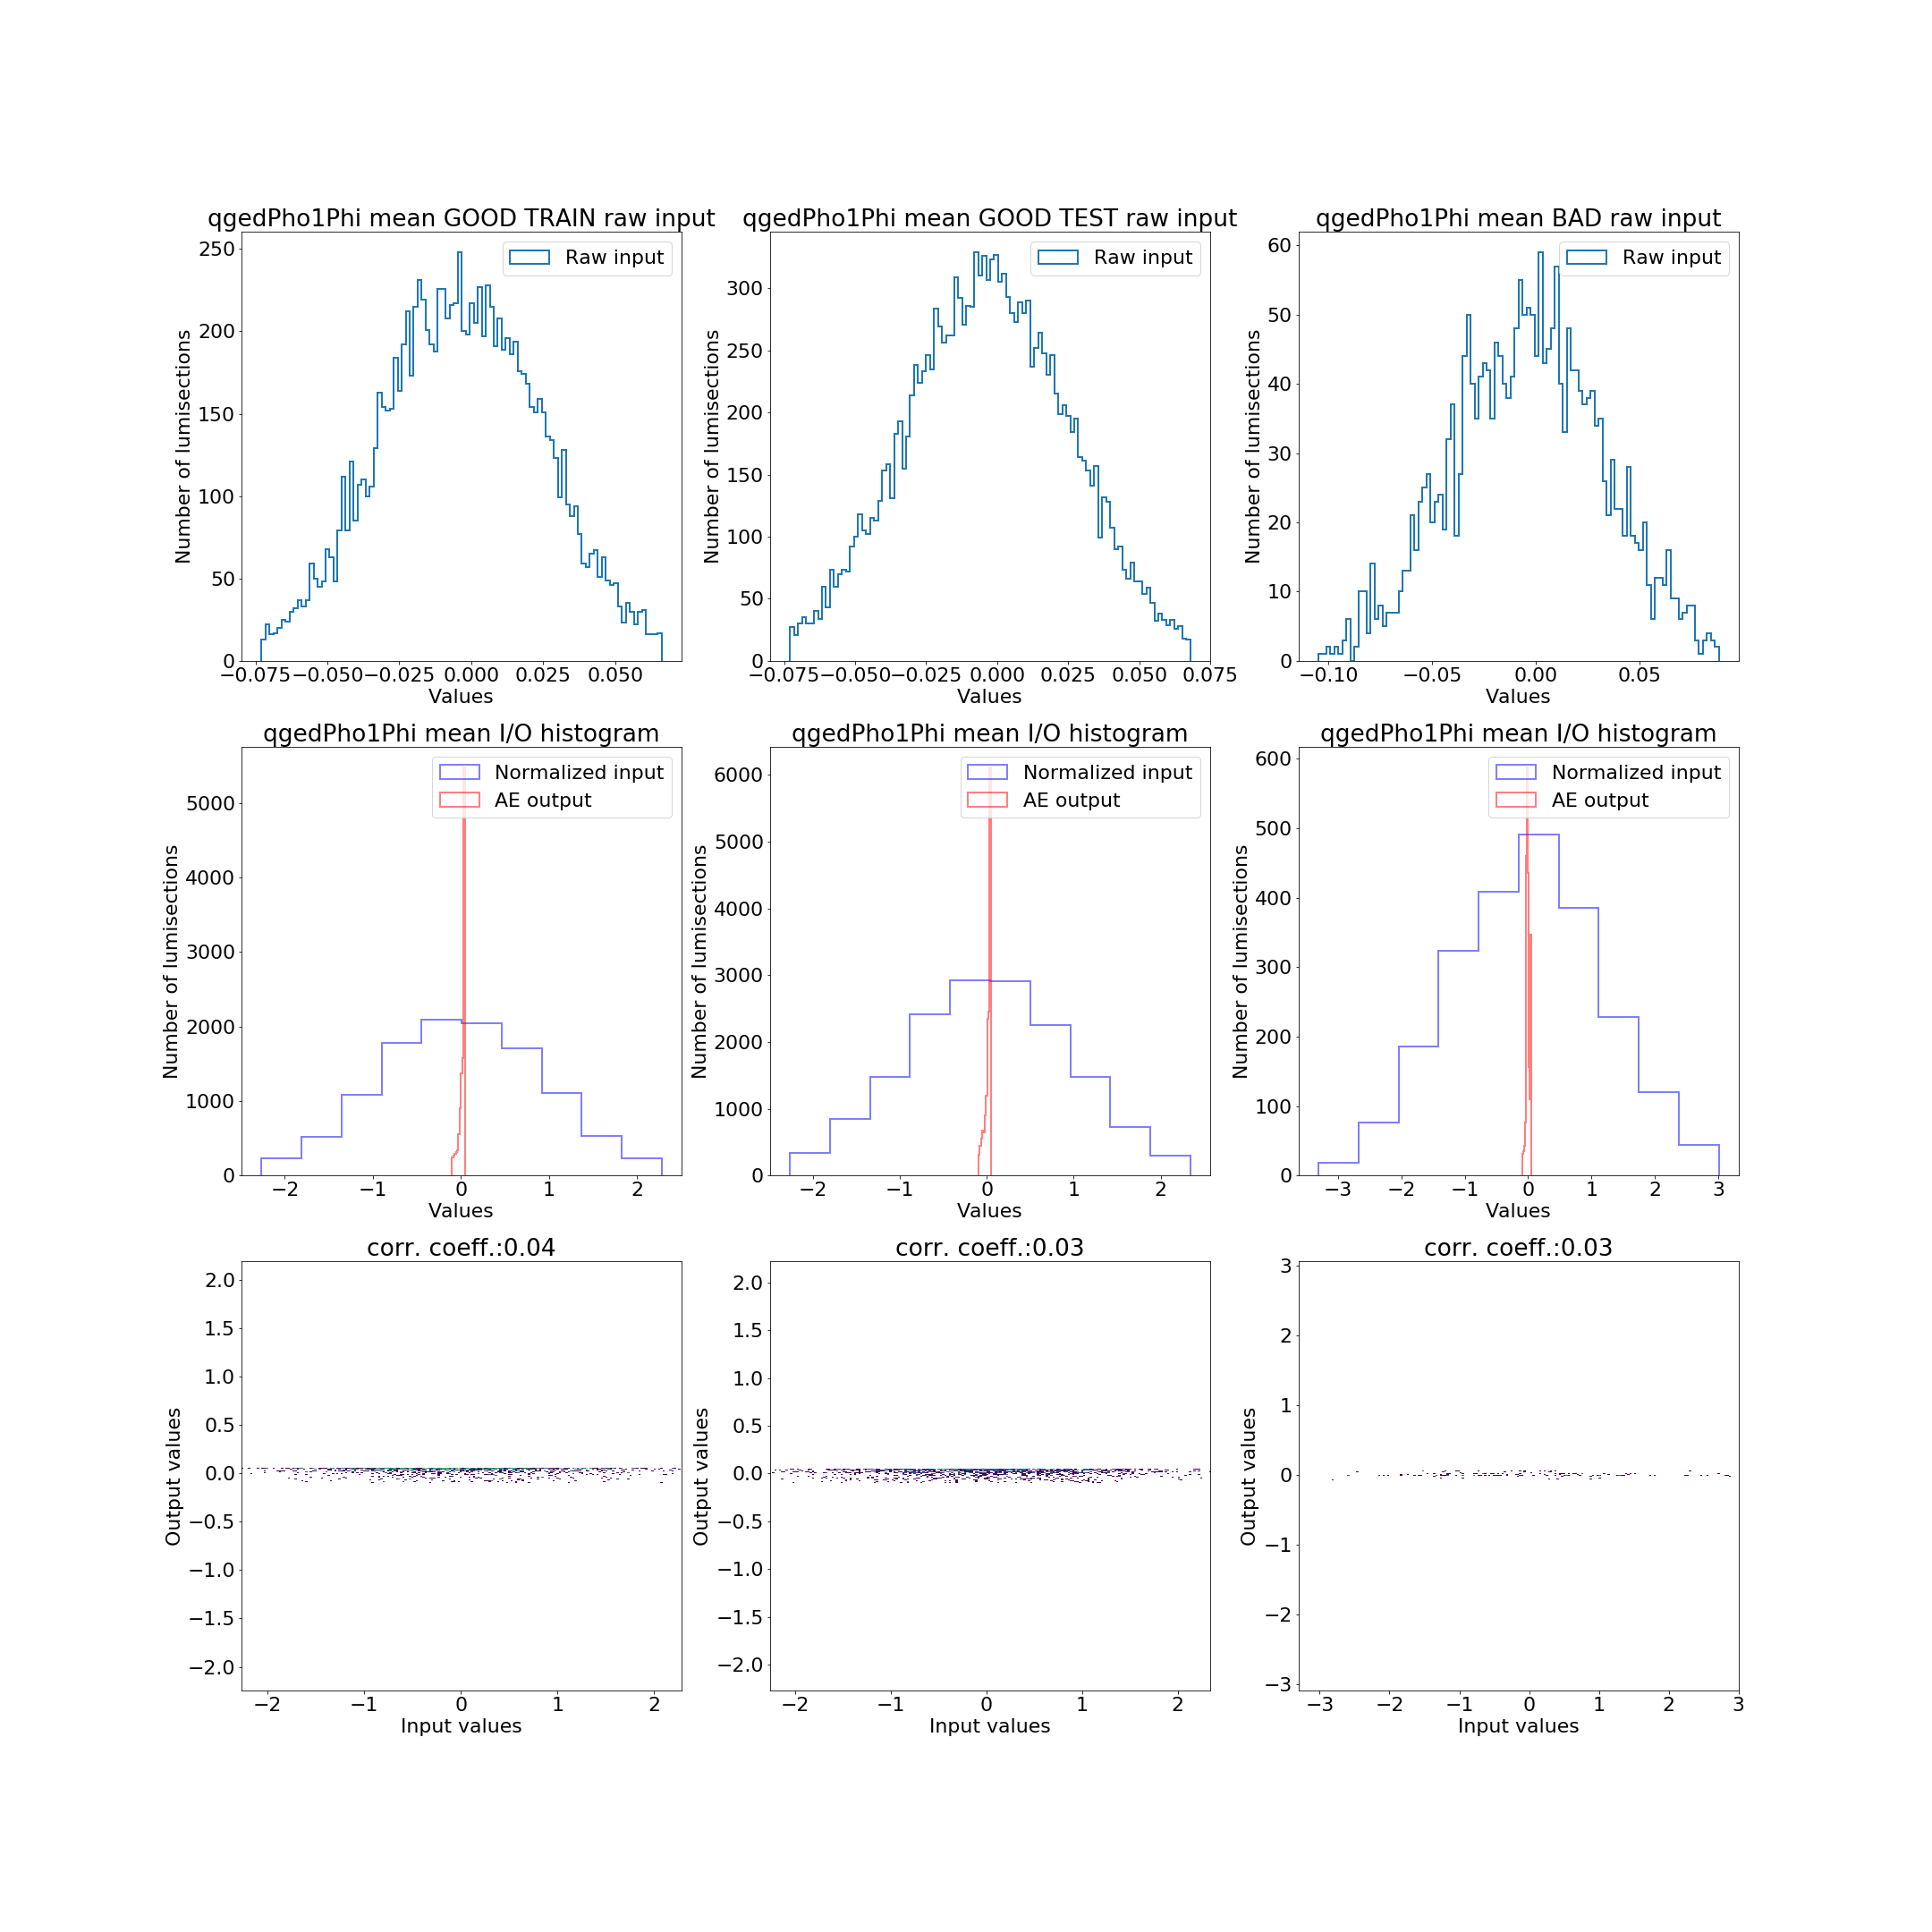 qgedPho1Phi mean GOOD TRAIN raw input
250
200
150
100
50
0
Number of lumisections
Raw input
−0.075 −0.050 −0.025 0.000 0.025 0.050
Values
qgedPho1Phi mean GOOD TEST raw input
300
250
200
150
100
50
0
Number of lumisections
Raw input
−0.075 −0.050 −0.025 0.000 0.025 0.050 0.075
Values
qgedPho1Phi mean BAD raw input
60
50
40
30
20
10
0
Number of lumisections
Raw input
−0.10 −0.05 0.00 0.05
Values
qgedPho1Phi mean I/O histogram
5000
4000
3000
2000
1000
0
Number of lumisections
Normalized input
AE output
−2 −1 0 1 2
Values
qgedPho1Phi mean I/O histogram
6000
5000
4000
3000
2000
1000
0
Number of lumisections
Normalized input
AE output
−2 −1 0 1 2
Values
qgedPho1Phi mean I/O histogram
600
500
400
300
200
100
0
Number of lumisections
Normalized input
AE output
−3 −2 −1 0 1 2 3
Values
corr. coeff.:0.04
2.0
1.5
1.0
0.5
0.0
−0.5
−1.0
−1.5
−2.0
Output values
−2 −1 0 1 2
Input values
corr. coeff.:0.03
2.0
1.5
1.0
0.5
0.0
−0.5
−1.0
−1.5
−2.0
Output values
−2 −1 0 1 2
Input values
corr. coeff.:0.03
3
2
1
0
−1
−2
−3
Output values
−3 −2 −1 0 1 2 3
Input values